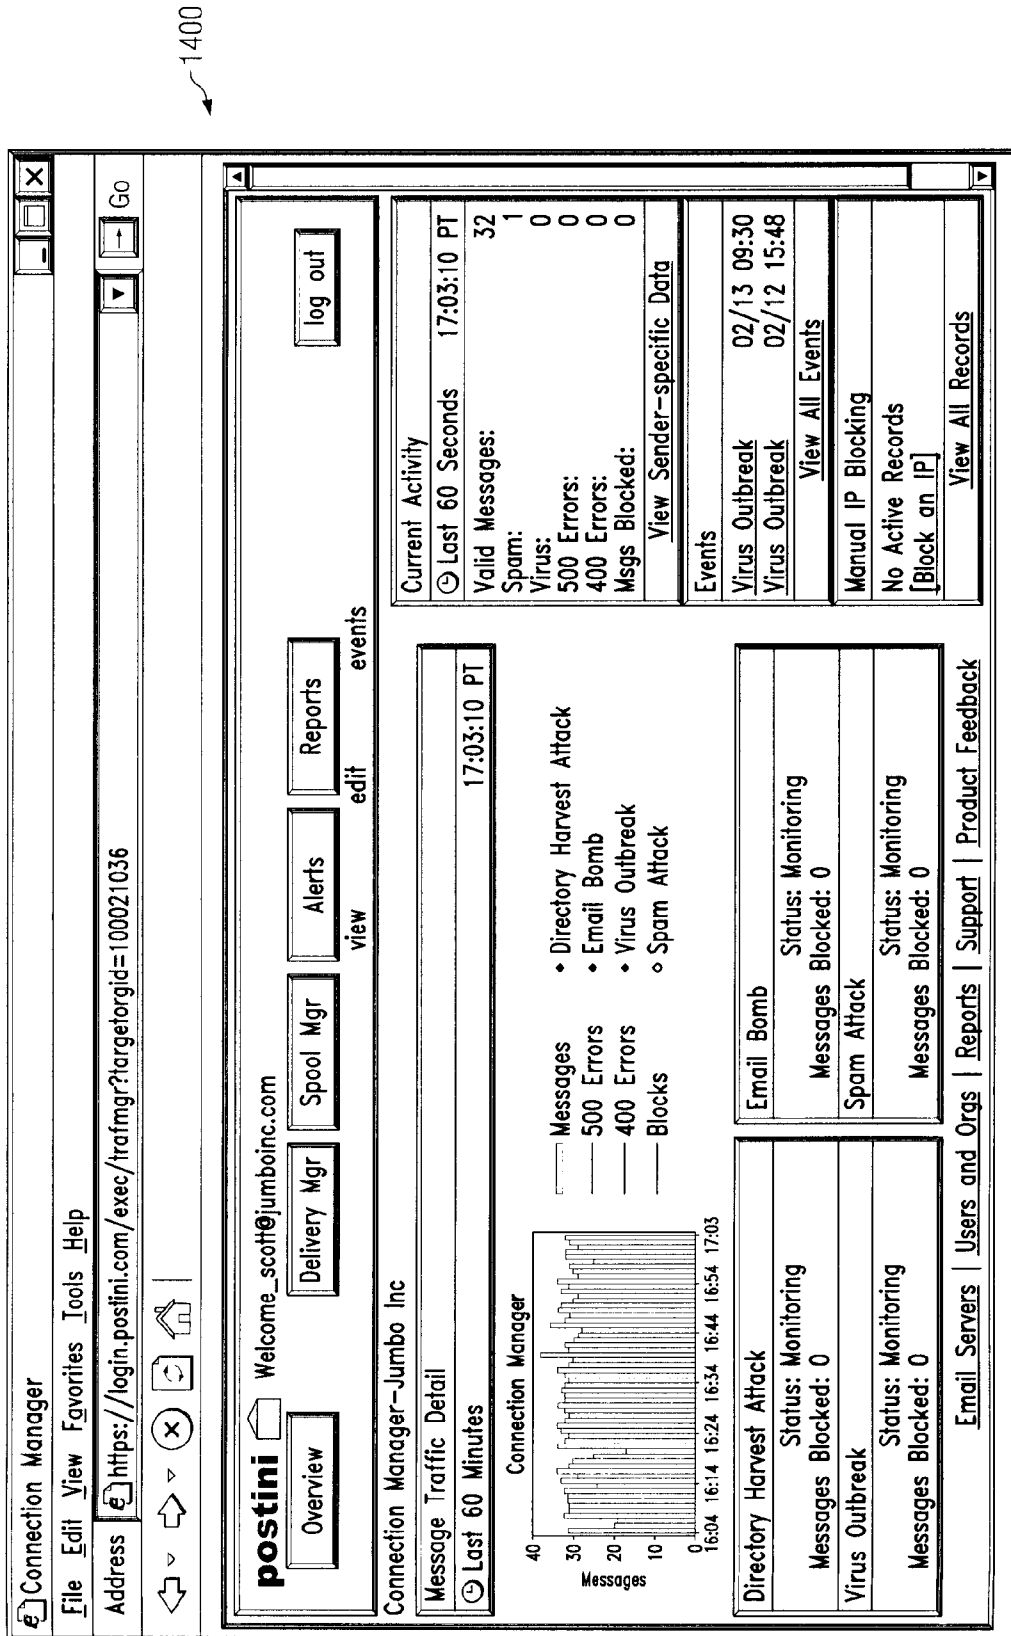 1400
Connection Manager
File Edit View Favorites Tools Help
Address https://login.postini.com/exec/trafmgr?targetorgid=100021036 Go
postini Welcome_scott@jumboinc.com
Overview Delivery Mgr Spool Mgr Alerts Reports log out
view edit events
Connection Manager-Jumbo Inc
Message Traffic Detail
Last 60 Minutes 17:03:10 PT
Connection Manager
Messages
40
30
20
10
0
16:04 16:14 16:24 16:34 16:44 16:54 17:03
Messages
500 Errors
400 Errors
Blocks
Directory Harvest Attack
Email Bomb
Virus Outbreak
Spam Attack
Directory Harvest Attack
Status: Monitoring
Messages Blocked: 0
Virus Outbreak
Status: Monitoring
Messages Blocked: 0
Email Bomb
Status: Monitoring
Messages Blocked: 0
Spam Attack
Status: Monitoring
Messages Blocked: 0
Current Activity
Last 60 Seconds 17:03:10 PT
Valid Messages: 32
Spam: 1
Virus: 0
500 Errors: 0
400 Errors: 0
Msgs Blocked: 0
View Sender-specific Data
Events
Virus Outbreak 02/13 09:30
Virus Outbreak 02/12 15:48
View All Events
Manual IP Blocking
No Active Records
[Block an IP]
View All Records
Email Servers | Users and Orgs | Reports | Support | Product Feedback